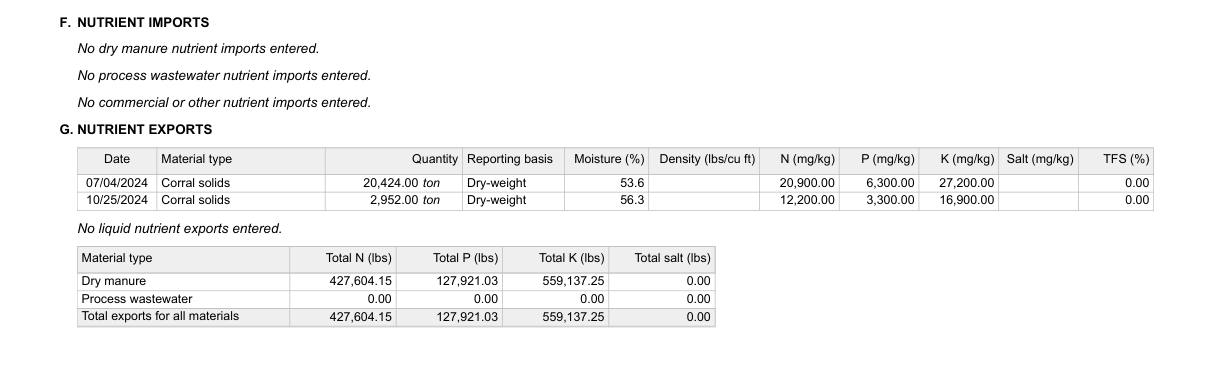 F. NUTRIENT IMPORTS
No dry manure nutrient imports entered.
No process wastewater nutrient imports entered.
No commercial or other nutrient imports entered.
G. NUTRIENT EXPORTS
Date Material type Quantity Reporting basis Moisture (%) Density (lbs/cu ft) N (mg/kg) P (mg/kg) K (mg/kg) Salt (mg/kg) TFS (%)
07/04/2024 Corral solids 20,424.00 ton Dry-weight 53.6 20,900.00 6,300.00 27,200.00 0.00
10/25/2024 Corral solids 2,952.00 ton Dry-weight 56.3 12,200.00 3,300.00 16,900.00 0.00
No liquid nutrient exports entered.
Material type Total N (lbs) Total P (lbs) Total K (lbs) Total salt (lbs)
Dry manure 427,604.15 127,921.03 559,137.25 0.00
Process wastewater 0.00 0.00 0.00 0.00
Total exports for all materials 427,604.15 127,921.03 559,137.25 0.00